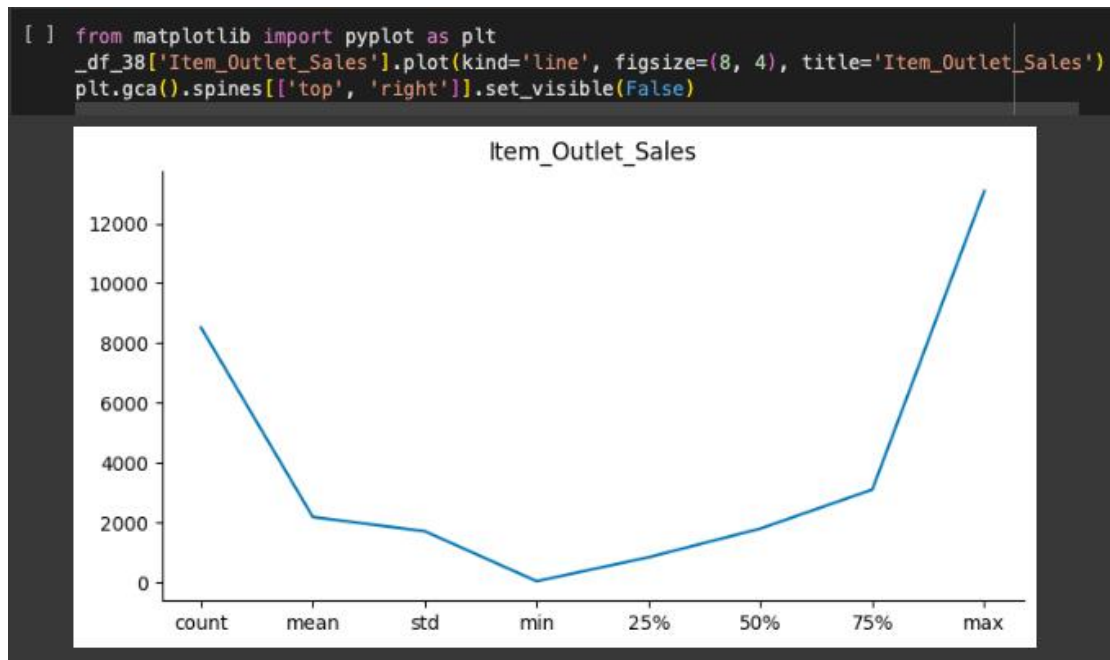 [ ] from matplotlib import pyplot as plt
_df_38['Item_Outlet_Sales'].plot(kind='line', figsize=(8, 4), title='Item_Outlet_Sales')
plt.gca().spines[['top', 'right']].set_visible(False)
Item_Outlet_Sales
12000
10000
8000
6000
4000
2000
0
count mean std min 25% 50% 75% max